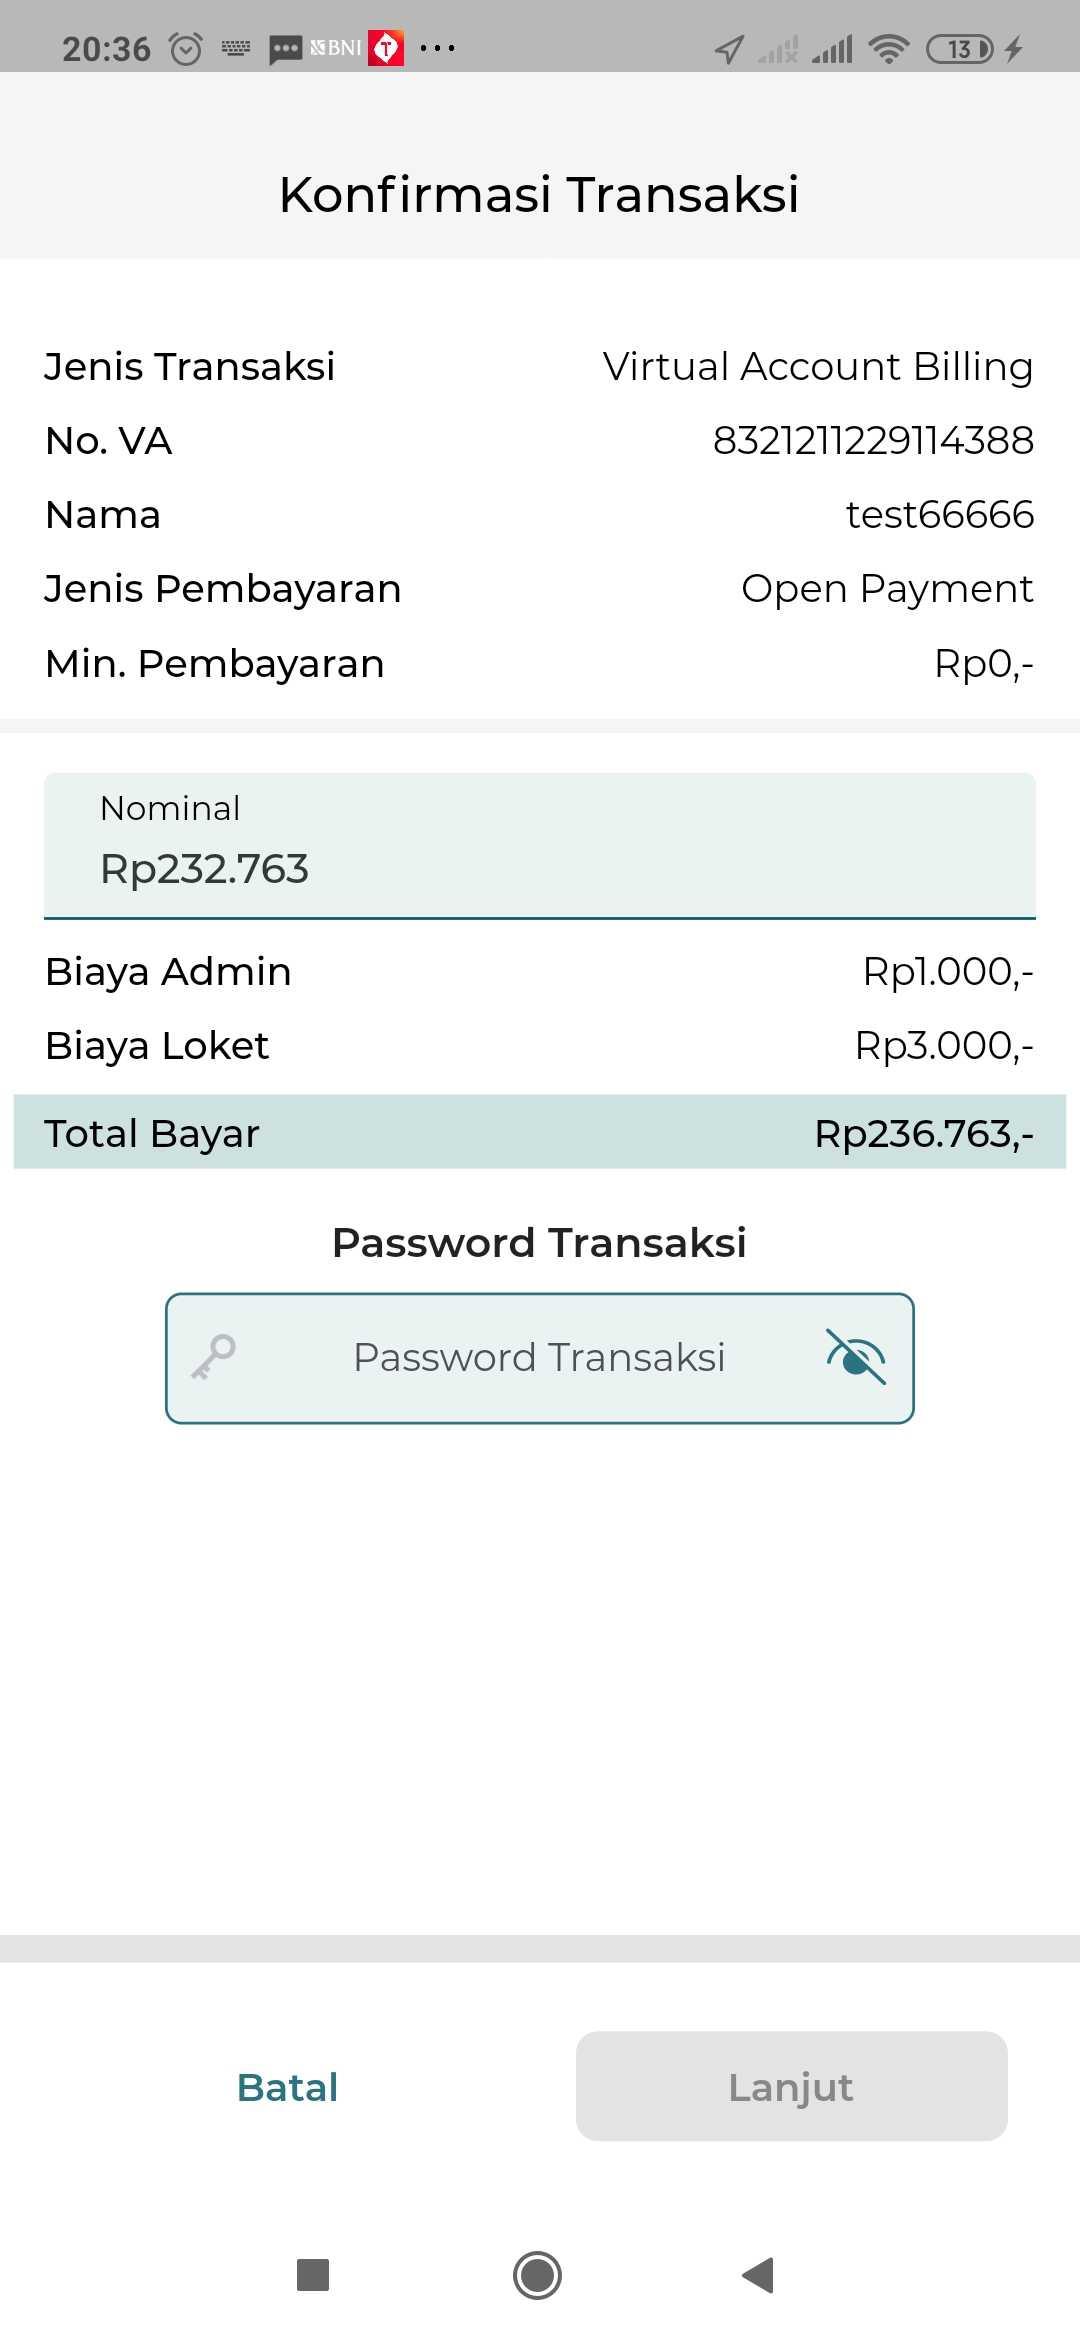 20:36 BNI T ... 13
Konfirmasi Transaksi
Jenis Transaksi Virtual Account Billing
No. VA 8321211229114388
Nama test66666
Jenis Pembayaran Open Payment
Min. Pembayaran Rp0,-
Nominal
Rp232.763
Biaya Admin Rp1.000,-
Biaya Loket Rp3.000,-
Total Bayar Rp236.763,-
Password Transaksi
Password Transaksi
Batal Lanjut